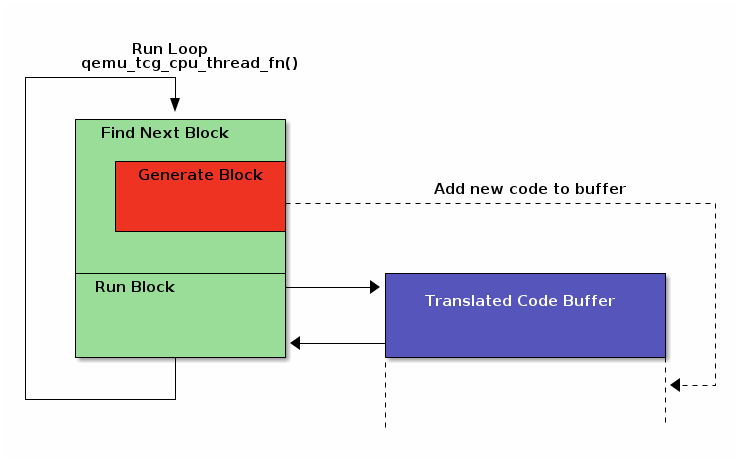 Run Loop
qemu_tcg_cpu_thread_fn()
Find Next Block
Generate Block
Add new code to buffer
Run Block
Translated Code Buffer